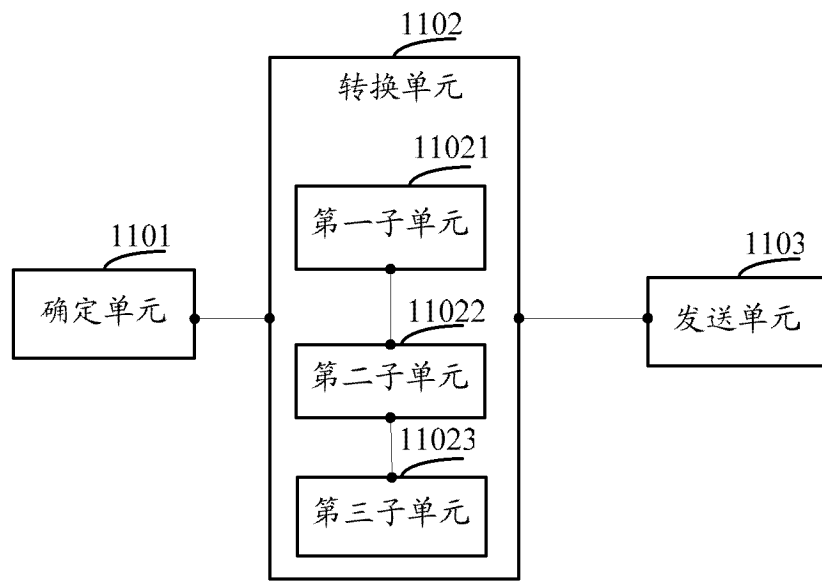 1102
转换单元
11021
第一子单元
1101
确定单元
11022
第二子单元
1103
发送单元
11023
第三子单元